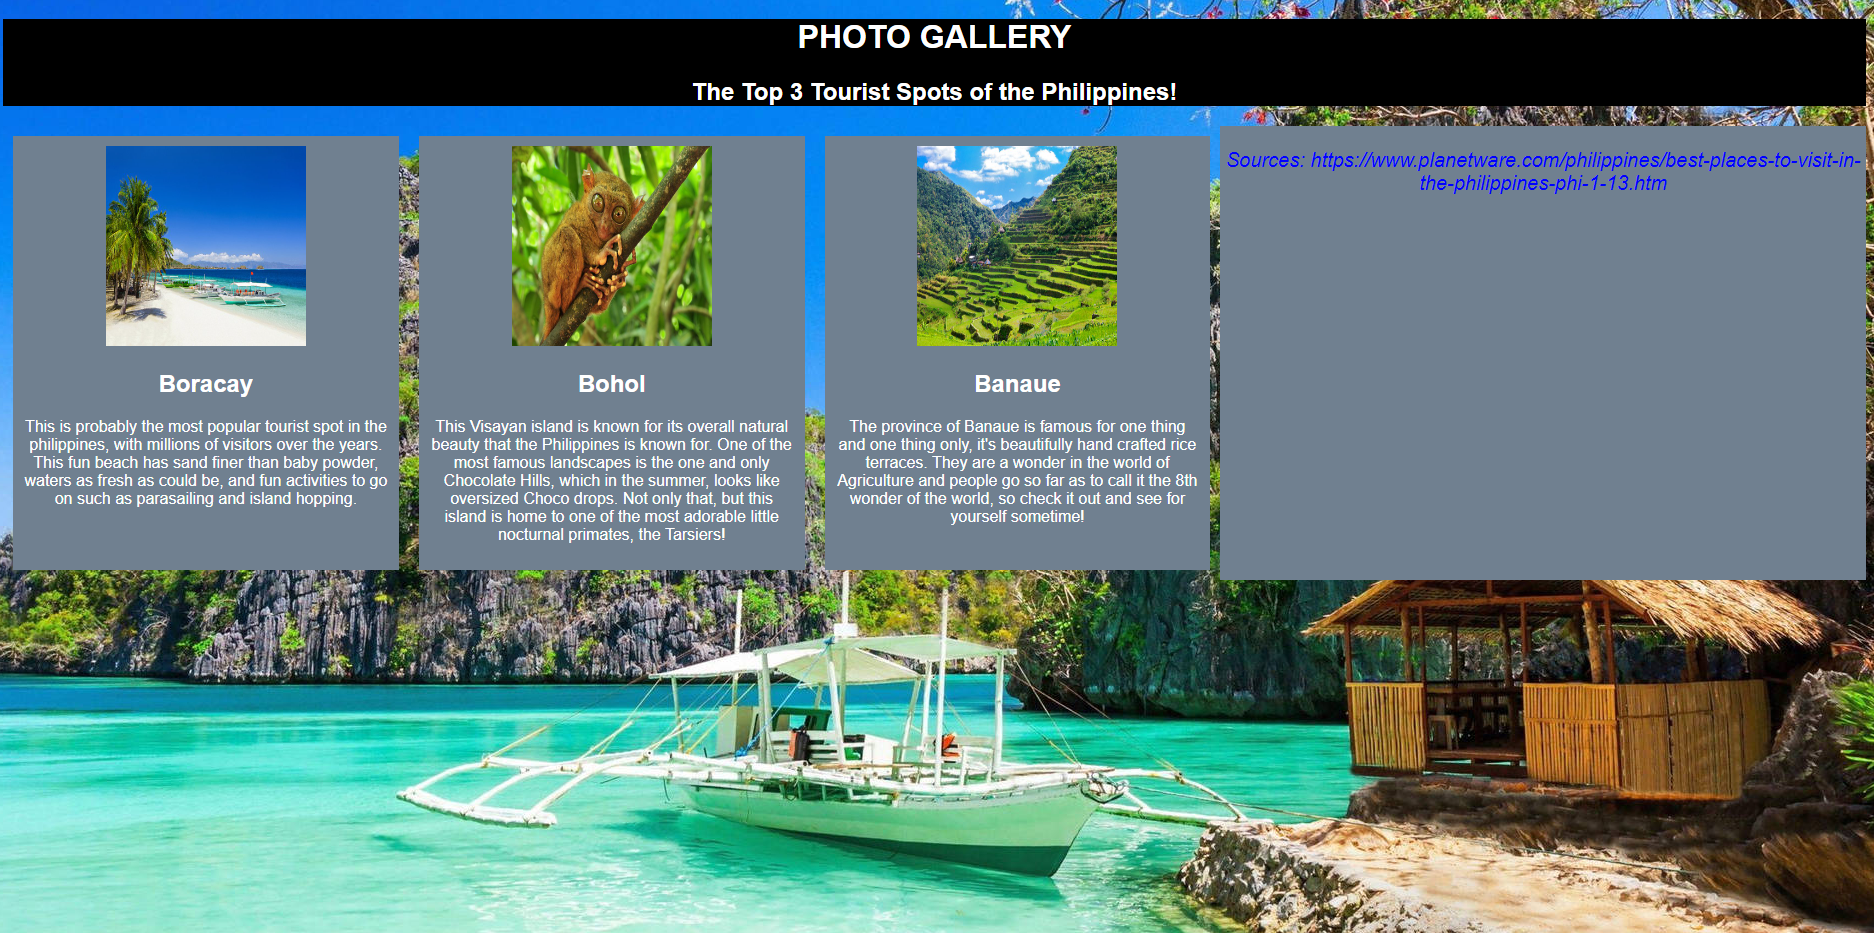 PHOTO GALLERY
The Top 3 Tourist Spots of the Philippines!
Boracay
This is probably the most popular tourist spot in the
philippines, with millions of visitors over the years.
This fun beach has sand finer than baby powder,
waters as fresh as could be, and fun activities to go
on such as parasailing and island hopping.
Bohol
This Visayan island is known for its overall natural
beauty that the Philippines is known for. One of the
most famous landscapes is the one and only
Chocolate Hills, which in the summer, looks like
oversized Choco drops. Not only that, but this
island is home to one of the most adorable little
nocturnal primates, the Tarsiers!
Banaue
The province of Banaue is famous for one thing
and one thing only, it's beautifully hand crafted rice
terraces. They are a wonder in the world of
Agriculture and people go so far as to call it the 8th
wonder of the world, so check it out and see for
yourself sometime!
Sources: https://www.planetware.com/philippines/best-places-to-visit-in-
the-philippines-phi-1-13.htm